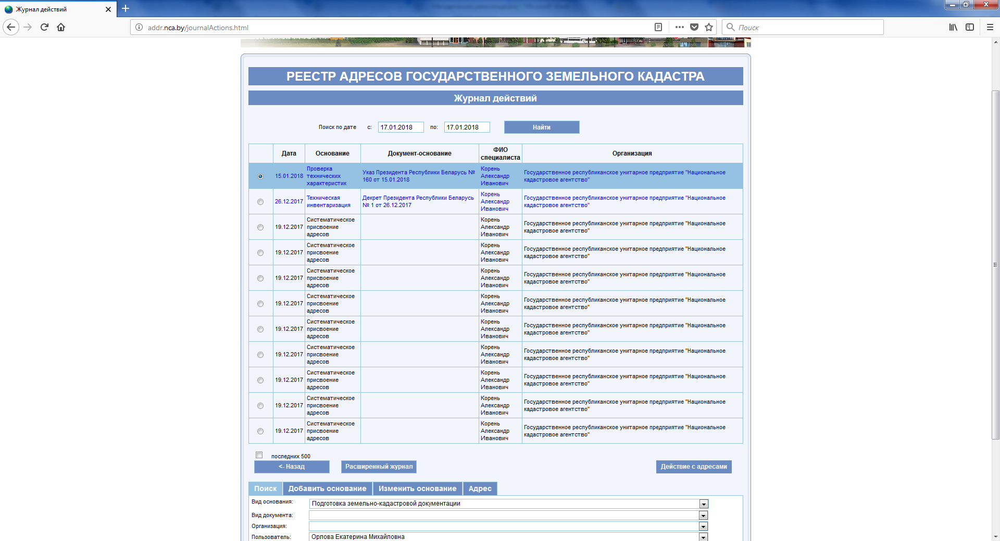 Журнал действий
addr.nca.by/journalActions.html
Поиск
РЕЕСТР АДРЕСОВ ГОСУДАРСТВЕННОГО ЗЕМЕЛЬНОГО КАДАСТРА
Журнал действий
Поиск по дате с: 17.01.2018 по: 17.01.2018 Найти
Дата Основание Документ-основание ФИО специалиста Организация
15.01.2018 Проверка технических характеристик Указ Президента Республики Беларусь № 160 от 15.01.2018 Корень Александр Иванович Государственное республиканское унитарное предприятие "Национальное кадастровое агентство"
26.12.2017 Техническая инвентаризация Декрет Президента Республики Беларусь № 1 от 26.12.2017 Корень Александр Иванович Государственное республиканское унитарное предприятие "Национальное кадастровое агентство"
19.12.2017 Систематическое присвоение адресов Корень Александр Иванович Государственное республиканское унитарное предприятие "Национальное кадастровое агентство"
19.12.2017 Систематическое присвоение адресов Корень Александр Иванович Государственное республиканское унитарное предприятие "Национальное кадастровое агентство"
19.12.2017 Систематическое присвоение адресов Корень Александр Иванович Государственное республиканское унитарное предприятие "Национальное кадастровое агентство"
19.12.2017 Систематическое присвоение адресов Корень Александр Иванович Государственное республиканское унитарное предприятие "Национальное кадастровое агентство"
19.12.2017 Систематическое присвоение адресов Корень Александр Иванович Государственное республиканское унитарное предприятие "Национальное кадастровое агентство"
19.12.2017 Систематическое присвоение адресов Корень Александр Иванович Государственное республиканское унитарное предприятие "Национальное кадастровое агентство"
19.12.2017 Систематическое присвоение адресов Корень Александр Иванович Государственное республиканское унитарное предприятие "Национальное кадастровое агентство"
19.12.2017 Систематическое присвоение адресов Корень Александр Иванович Государственное республиканское унитарное предприятие "Национальное кадастровое агентство"
19.12.2017 Систематическое присвоение адресов Корень Александр Иванович Государственное республиканское унитарное предприятие "Национальное кадастровое агентство"
последних 500
<- Назад Расширенный журнал Действие с адресами
Поиск Добавить основание Изменить основание Адрес
Вид основания: Подготовка земельно-кадастровой документации
Вид документа:
Организация:
Пользователь: Орлова Екатерина Михайловна